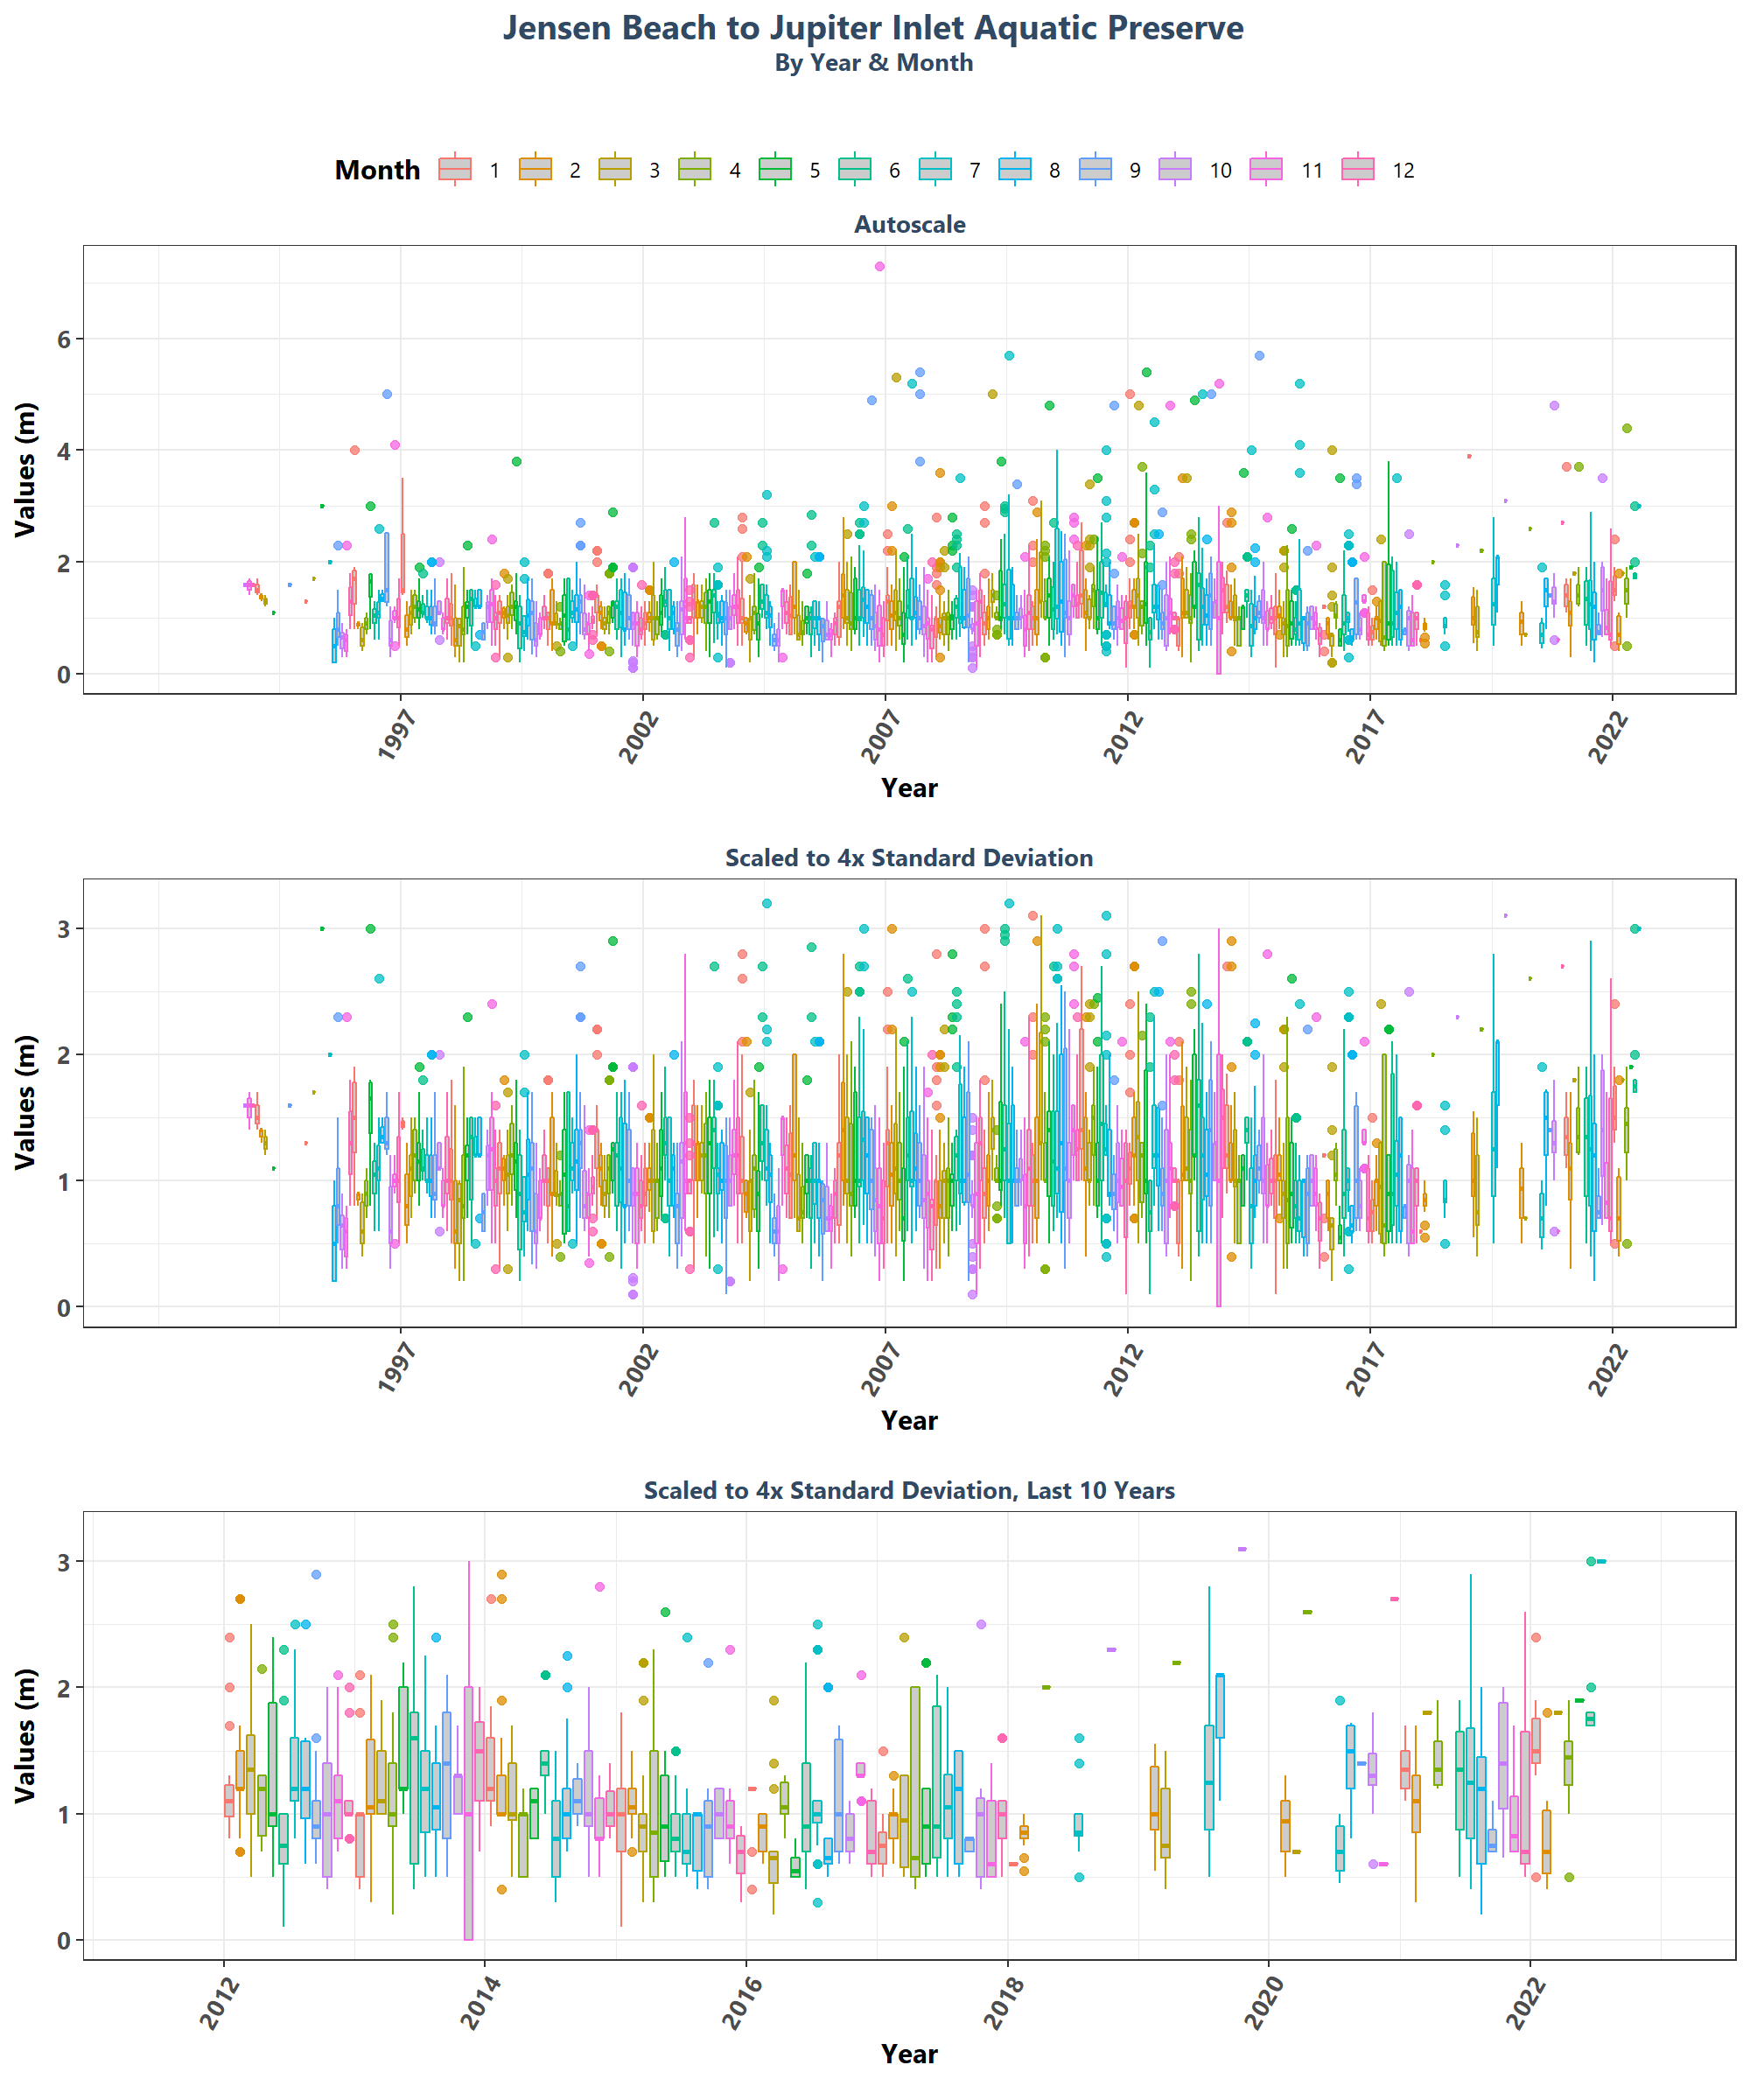 Jensen Beach to Jupiter Inlet Aquatic Preserve
By Year & Month
Month 1 2 3 4 5 6 7 8 9 10 11 12
Autoscale
Values (m)
6
4
2
0
1997 2002 2007 2012 2017 2022
Year
Scaled to 4x Standard Deviation
Values (m)
3
2
1
0
1997 2002 2007 2012 2017 2022
Year
Scaled to 4x Standard Deviation, Last 10 Years
Values (m)
3
2
1
0
2012 2014 2016 2018 2020 2022
Year